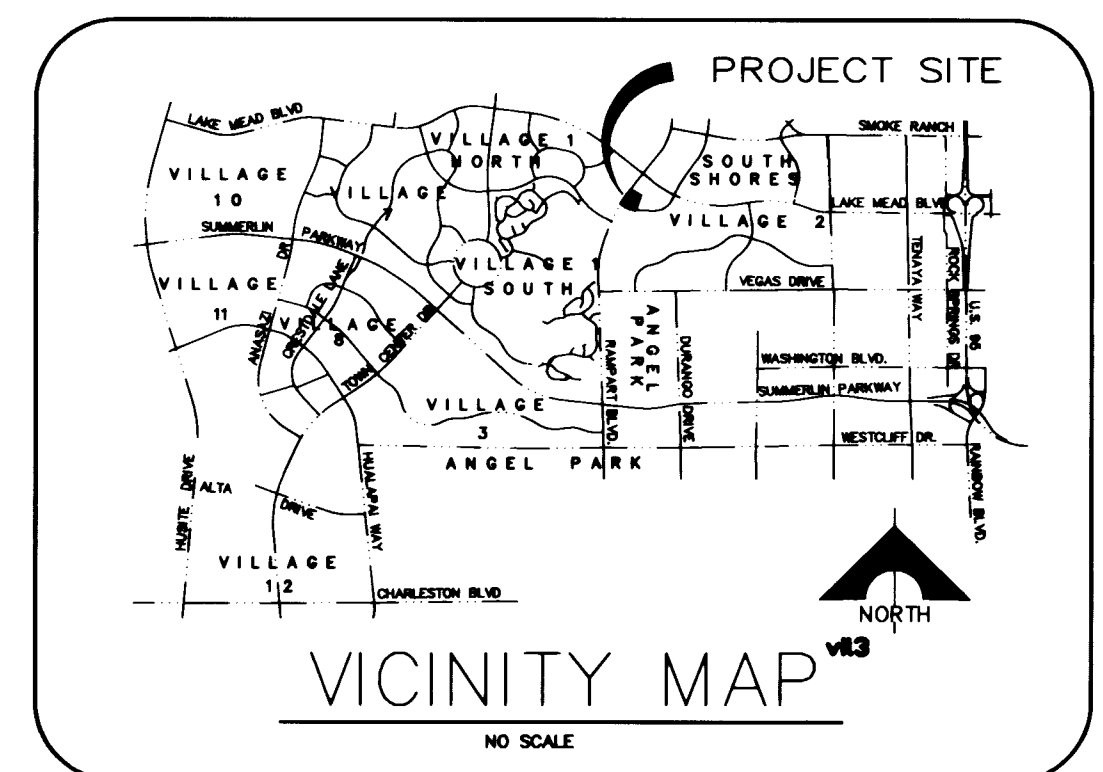 PROJECT SITE
LAKE MEAD BLVD
VILLAGE 1
NORTH
SMOKE RANCH
SOUTH
SHORES
VILLAGE
10
VILLAGE
7
LAKE MEAD BLVD
VILLAGE 2
SUMMERLIN PARKWAY
ANASAZI DR
CRESTDALE LANE
VILLAGE
11
VILLAGE 1
SOUTH
VEGAS DRIVE
TENAYA WAY
ROCK SPRINGS DR
U.S. 95
VILLAGE
8
TOWN CENTER DR
ANGEL
PARK
RAMPART BLVD.
DURANGO DRIVE
WASHINGTON BLVD.
SUMMERLIN PARKWAY
VILLAGE
3
WESTCLIFF DR.
ANGEL PARK
RAINBOW BLVD.
HUALAPAI WAY
ALTA DRIVE
DRIVE
VILLAGE
12
CHARLESTON BLVD
NORTH
vil3
VICINITY MAP
NO SCALE